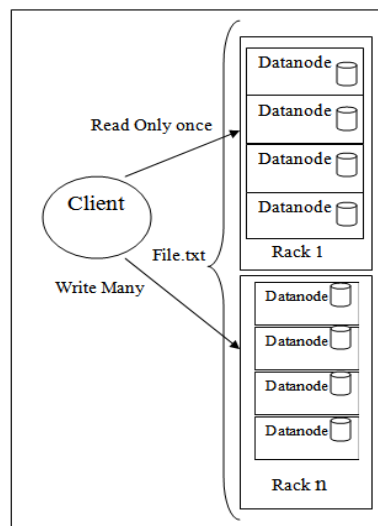 Datanode
Datanode
Datanode
Datanode
Rack 1
Read Only once
Client
File.txt
Write Many
Datanode
Datanode
Datanode
Datanode
Rack n